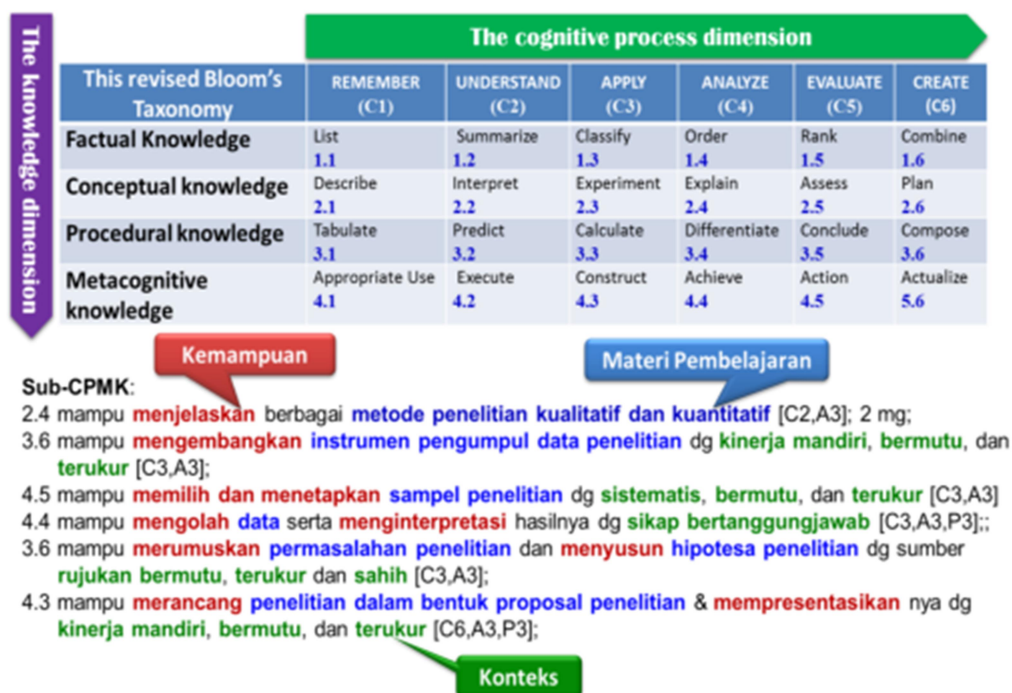 The knowledge dimension
The cognitive process dimension
This revised Bloom's Taxonomy REMEMBER (C1) UNDERSTAND (C2) APPLY (C3) ANALYZE (C4) EVALUATE (C5) CREATE (C6)
Factual Knowledge List Summarize Classify Order Rank Combine
1.1 1.2 1.3 1.4 1.5 1.6
Conceptual knowledge Describe Interpret Experiment Explain Assess Plan
2.1 2.2 2.3 2.4 2.5 2.6
Procedural knowledge Tabulate Predict Calculate Differentiate Conclude Compose
3.1 3.2 3.3 3.4 3.5 3.6
Metacognitive knowledge Appropriate Use Execute Construct Achieve Action Actualize
4.1 4.2 4.3 4.4 4.5 5.6
Kemampuan
Materi Pembelajaran
Sub-CPMK:
2.4 mampu menjelaskan berbagai metode penelitian kualitatif dan kuantitatif [C2,A3]; 2 mg;
3.6 mampu mengembangkan instrumen pengumpul data penelitian dg kinerja mandiri, bermutu, dan
terukur [C3,A3];
4.5 mampu memilih dan menetapkan sampel penelitian dg sistematis, bermutu, dan terukur [C3,A3]
4.4 mampu mengolah data serta menginterpretasi hasilnya dg sikap bertanggungjawab [C3,A3,P3];;
3.6 mampu merumuskan permasalahan penelitian dan menyusun hipotesa penelitian dg sumber
rujukan bermutu, terukur dan sahih [C3,A3];
4.3 mampu merancang penelitian dalam bentuk proposal penelitian & mempresentasikan nya dg
kinerja mandiri, bermutu, dan terukur [C6,A3,P3];
Konteks